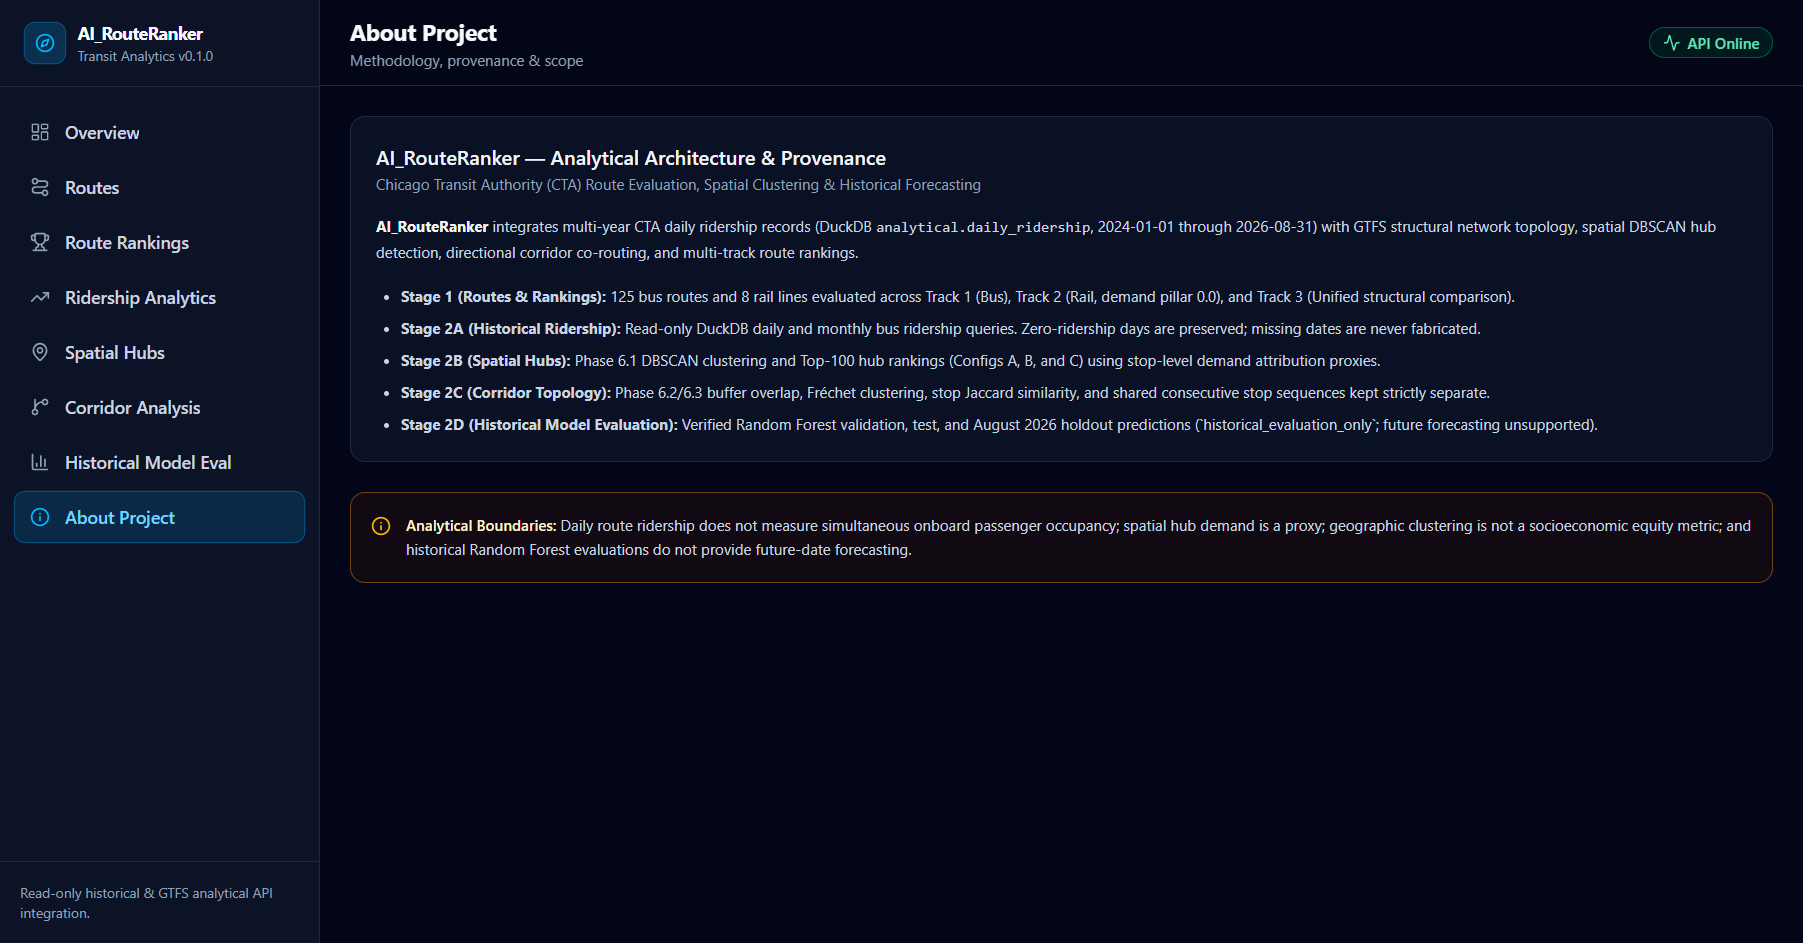 AI_RouteRanker
Transit Analytics v0.1.0
Overview
Routes
Route Rankings
Ridership Analytics
Spatial Hubs
Corridor Analysis
Historical Model Eval
About Project
Read-only historical & GTFS analytical API
integration.
About Project
Methodology, provenance & scope
API Online
AI_RouteRanker — Analytical Architecture & Provenance
Chicago Transit Authority (CTA) Route Evaluation, Spatial Clustering & Historical Forecasting
AI_RouteRanker integrates multi-year CTA daily ridership records (DuckDB analytical.daily_ridership, 2024-01-01 through 2026-08-31) with GTFS structural network topology, spatial DBSCAN hub
detection, directional corridor co-routing, and multi-track route rankings.
• Stage 1 (Routes & Rankings): 125 bus routes and 8 rail lines evaluated across Track 1 (Bus), Track 2 (Rail, demand pillar 0.0), and Track 3 (Unified structural comparison).
• Stage 2A (Historical Ridership): Read-only DuckDB daily and monthly bus ridership queries. Zero-ridership days are preserved; missing dates are never fabricated.
• Stage 2B (Spatial Hubs): Phase 6.1 DBSCAN clustering and Top-100 hub rankings (Configs A, B, and C) using stop-level demand attribution proxies.
• Stage 2C (Corridor Topology): Phase 6.2/6.3 buffer overlap, Fréchet clustering, stop Jaccard similarity, and shared consecutive stop sequences kept strictly separate.
• Stage 2D (Historical Model Evaluation): Verified Random Forest validation, test, and August 2026 holdout predictions (`historical_evaluation_only`; future forecasting unsupported).
Analytical Boundaries: Daily route ridership does not measure simultaneous onboard passenger occupancy; spatial hub demand is a proxy; geographic clustering is not a socioeconomic equity metric; and
historical Random Forest evaluations do not provide future-date forecasting.